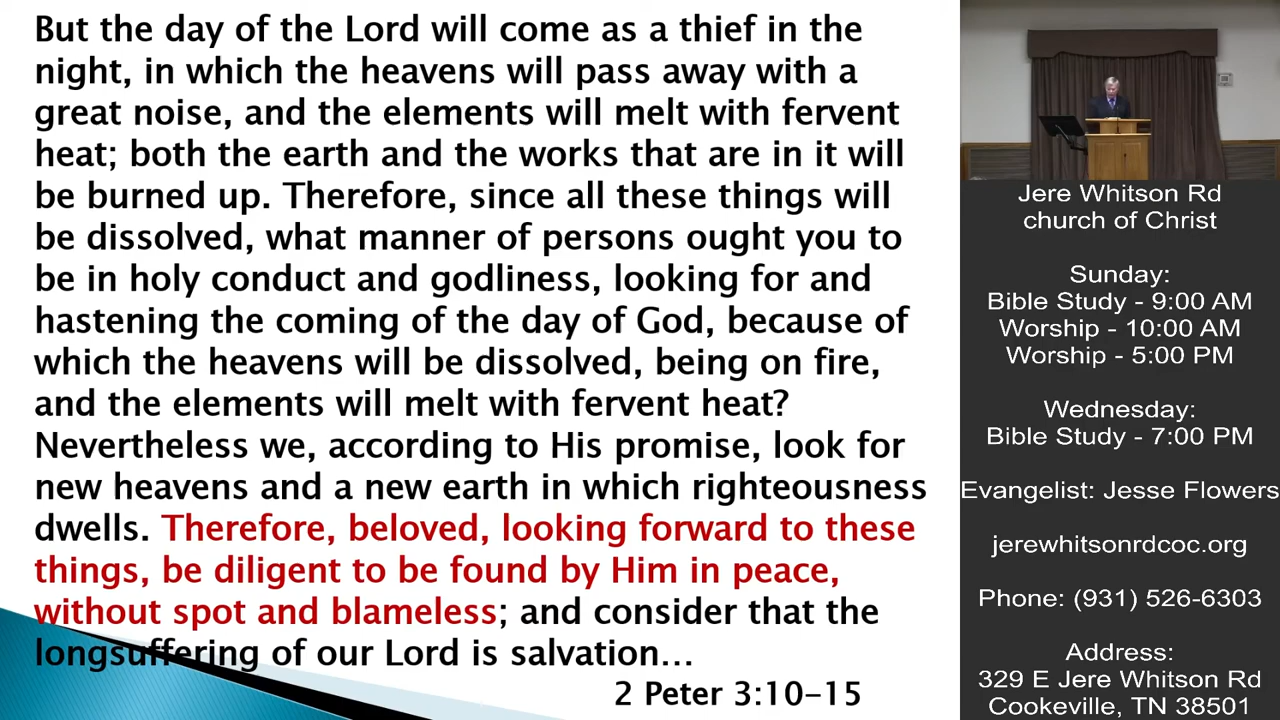 But the day of the Lord will come as a thief in the
night, in which the heavens will pass away with a
great noise, and the elements will melt with fervent
heat; both the earth and the works that are in it will
be burned up. Therefore, since all these things will
be dissolved, what manner of persons ought you to
be in holy conduct and godliness, looking for and
hastening the coming of the day of God, because of
which the heavens will be dissolved, being on fire,
and the elements will melt with fervent heat?
Nevertheless we, according to His promise, look for
new heavens and a new earth in which righteousness
dwells. Therefore, beloved, looking forward to these
things, be diligent to be found by Him in peace,
without spot and blameless; and consider that the
longsuffering of our Lord is salvation…
2 Peter 3:10-15
Jere Whitson Rd
church of Christ
Sunday:
Bible Study - 9:00 AM
Worship - 10:00 AM
Worship - 5:00 PM
Wednesday:
Bible Study - 7:00 PM
Evangelist: Jesse Flowers
jerewhitsonrdcoc.org
Phone: (931) 526-6303
Address:
329 E Jere Whitson Rd
Cookeville, TN 38501